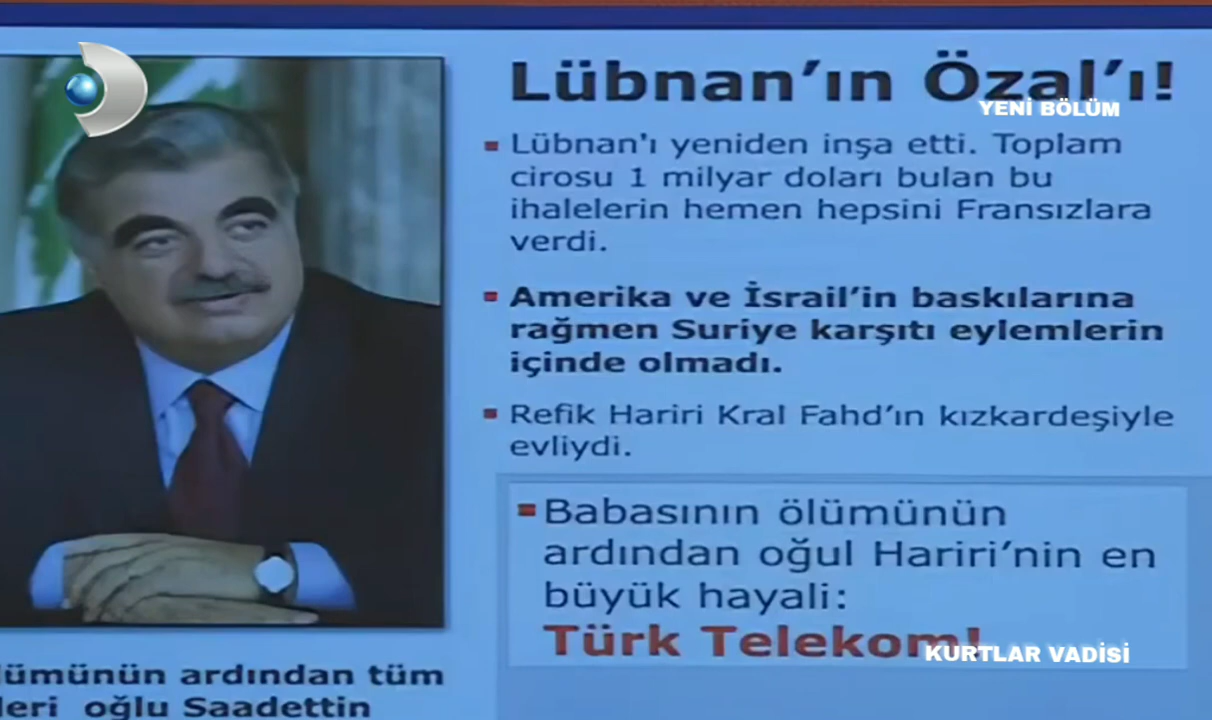 Lübnan'ın Özal'ı!
YENİ BÖLÜM
Lübnan'ı yeniden inşa etti. Toplam
cirosu 1 milyar doları bulan bu
ihalelerin hemen hepsini Fransızlara
verdi.
Amerika ve İsrail'in baskılarına
rağmen Suriye karşıtı eylemlerin
içinde olmadı.
Refik Hariri Kral Fahd'ın kızkardeşiyle
evliydi.
Babasının ölümünün
ardından oğul Hariri'nin en
büyük hayali:
Türk Telekom!
KURTLAR VADİSİ
lümünün ardından tüm
leri oğlu Saadettin